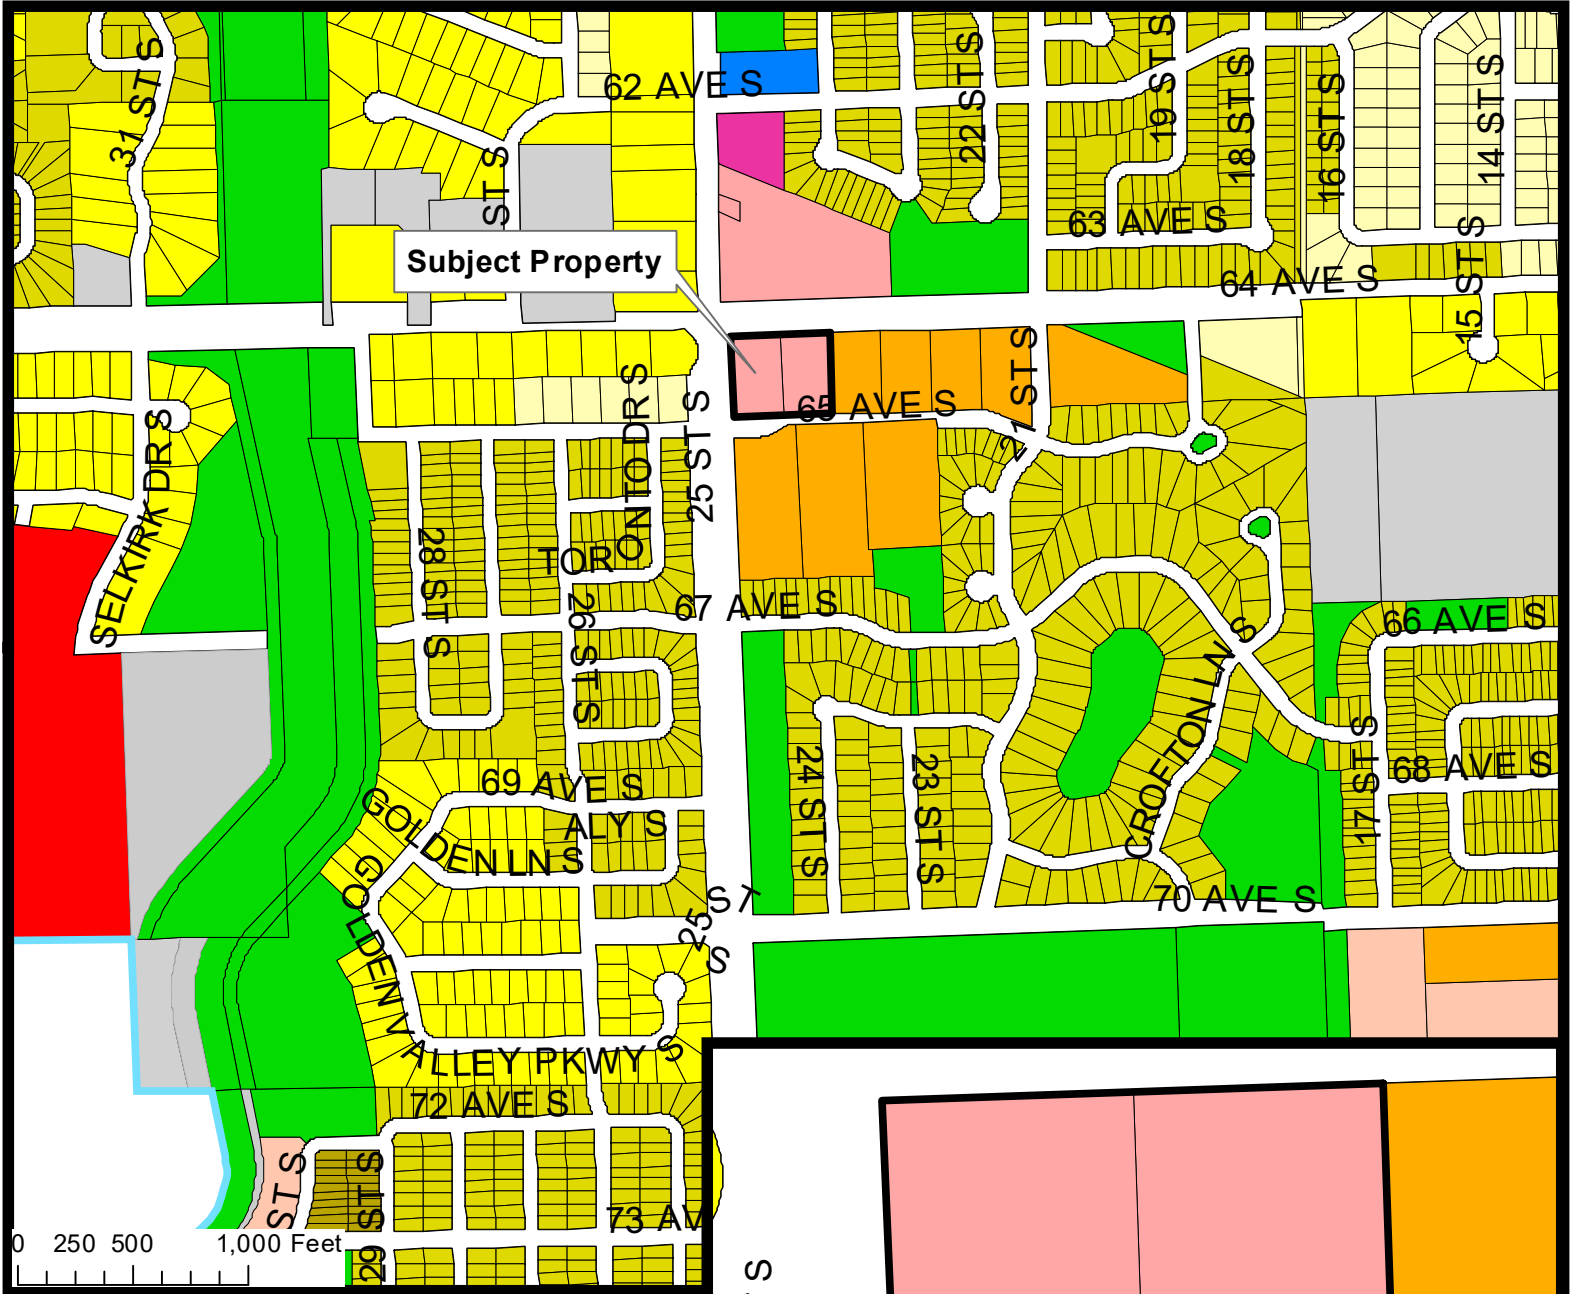 31 ST S
62 AVE S
22 ST S
19 ST S
18 ST S
16 ST S
14 ST S
ST S
63 AVE S
64 AVE S
15 ST S
Subject Property
SELKIRK DR S
TORONTO DR S
25 ST S
65 AVE S
21 ST S
28 ST S
26 ST S
67 AVE S
66 AVE S
CROFTON LN S
17 ST S
68 AVE S
69 AVE S
24 ST S
23 ST S
GOLDEN LN S
ALY S
GOLDEN VALLEY PKWY S
25 ST S
70 AVE S
72 AVE S
ST S
29 ST S
73 AV
S
0 250 500 1,000 Feet